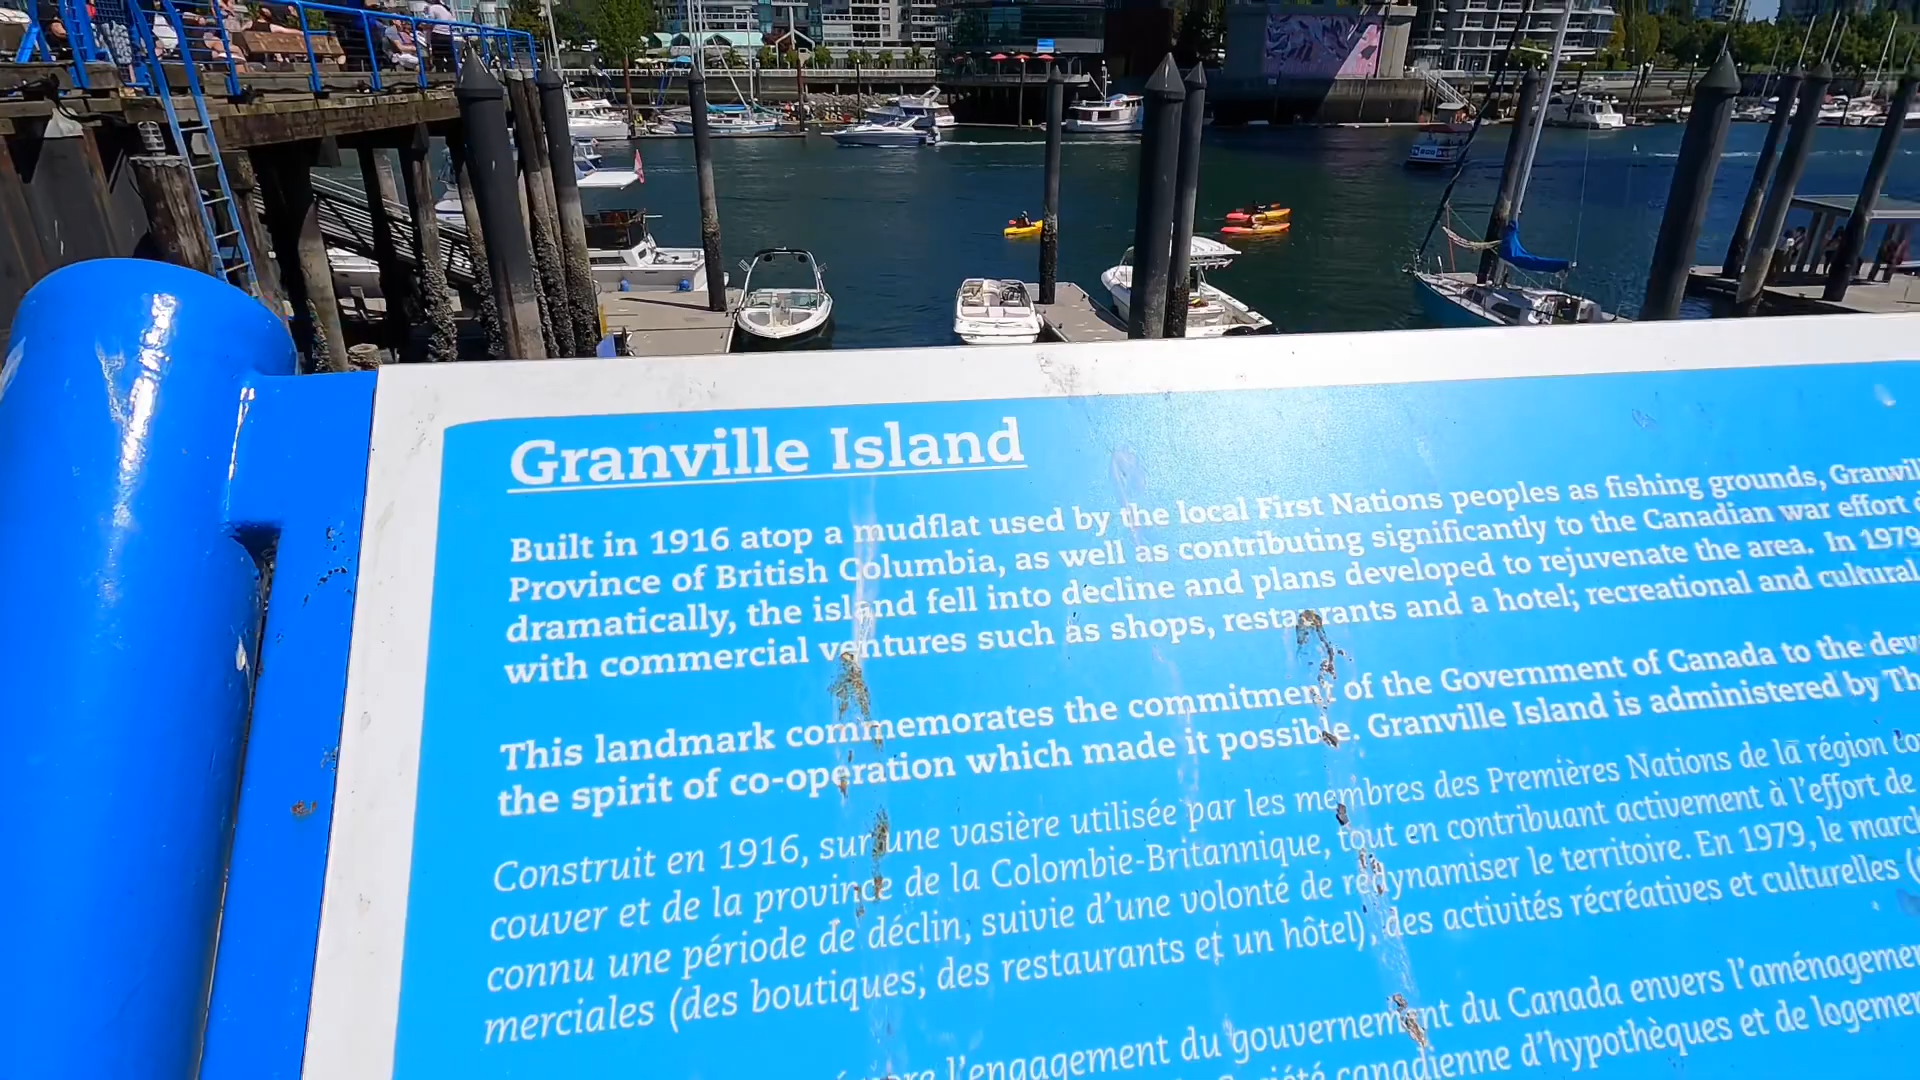 Granville Island
Built in 1916 atop a mudflat used by the local First Nations peoples as fishing grounds,
Province of British Columbia, as well as contributing significantly to the Canadian war effort
dramatically, the island fell into decline and plans developed to rejuvenate the area. In 1979
with commercial ventures such as shops, restaurants and a hotel; recreational and cultural
This landmark commemorates the commitment of the Government of Canada to the
the spirit of co-operation which made it possible. Granville Island is administered by
Construit en 1916, sur une vasière utilisée par les membres des Premières Nations de la région
couver et de la province de la Colombie-Britannique, tout en contribuant activement à l'effort de
connu une période de déclin, suivie d'une volonté de redynamiser le territoire. En 1979, le
merciales (des boutiques, des restaurants et un hôtel), des activités récréatives et culturelles
l'engagement du gouvernement du Canada envers
canadienne d'hypothèques et de